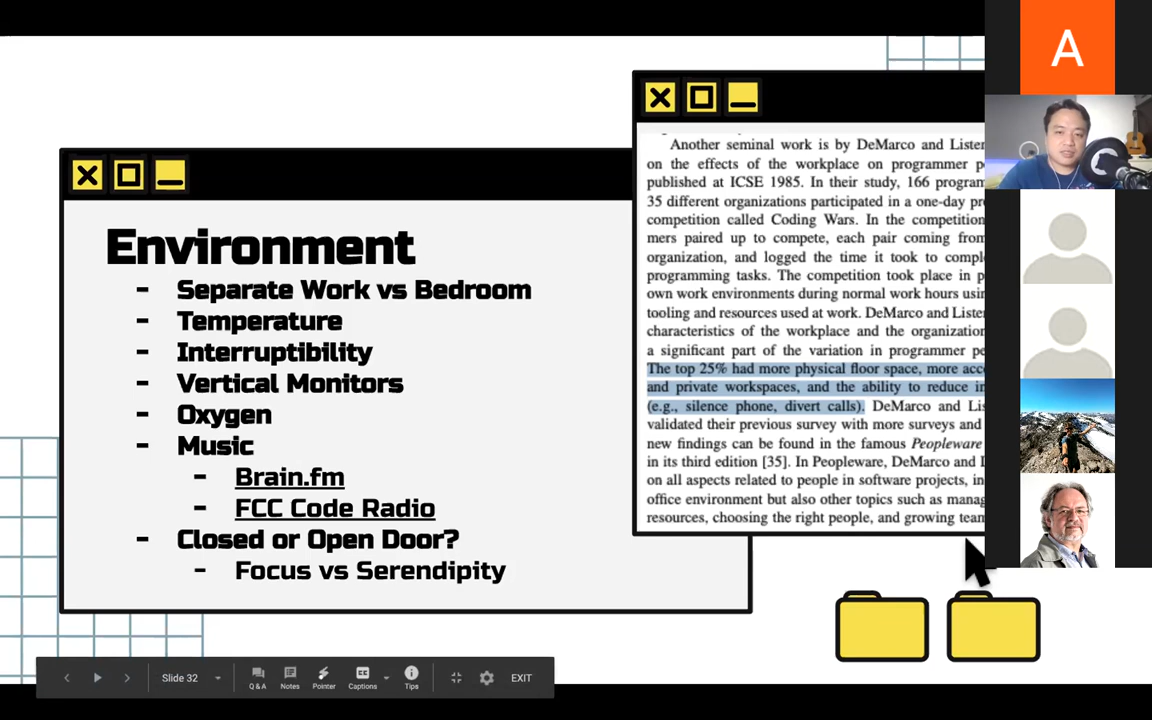 Environment
- Separate Work vs Bedroom
- Temperature
- Interruptibility
- Vertical Monitors
- Oxygen
- Music
- Brain.fm
- FCC Code Radio
- Closed or Open Door?
- Focus vs Serendipity
Another seminal work is by DeMarco and Lister
on the effects of the workplace on programmer
published at ICSE 1985. In their study, 166
35 different organizations participated in a one-day
competition called Coding Wars. In the competition
mers paired up to compete, each pair coming from
organization, and logged the time it took to
programming tasks. The competition took place in
own work environments during normal work hours
tooling and resources used at work. DeMarco and
characteristics of the workplace and the
a significant part of the variation in programmer
The top 25% had more physical floor space, more
and private workspaces, and the ability to reduce
(e.g., silence phone, divert calls). DeMarco and
validated their previous survey with more surveys and
new findings can be found in the famous Peopleware
in its third edition [35]. In Peopleware, DeMarco and
on all aspects related to people in software projects,
office environment but also other topics such as
resources, choosing the right people, and growing
A
Slide 32
Q & A
Notes
Pointer
CC
Captions
Tips
EXIT